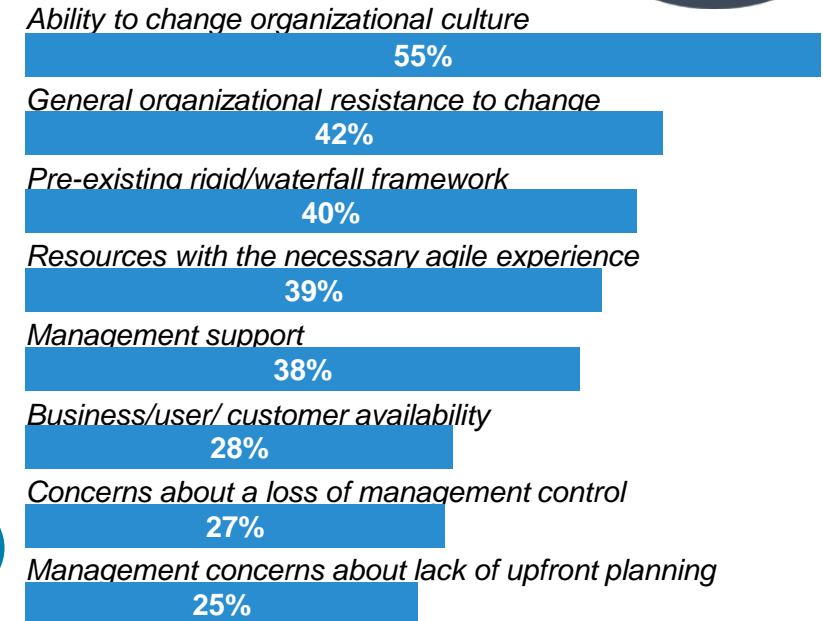 Ability to change organizational culture
55%
General organizational resistance to change
42%
Pre-existing rigid/waterfall framework
40%
Resources with the necessary agile experience
39%
Management support
38%
Business/user/ customer availability
28%
Concerns about a loss of management control
27%
Management concerns about lack of upfront planning
25%